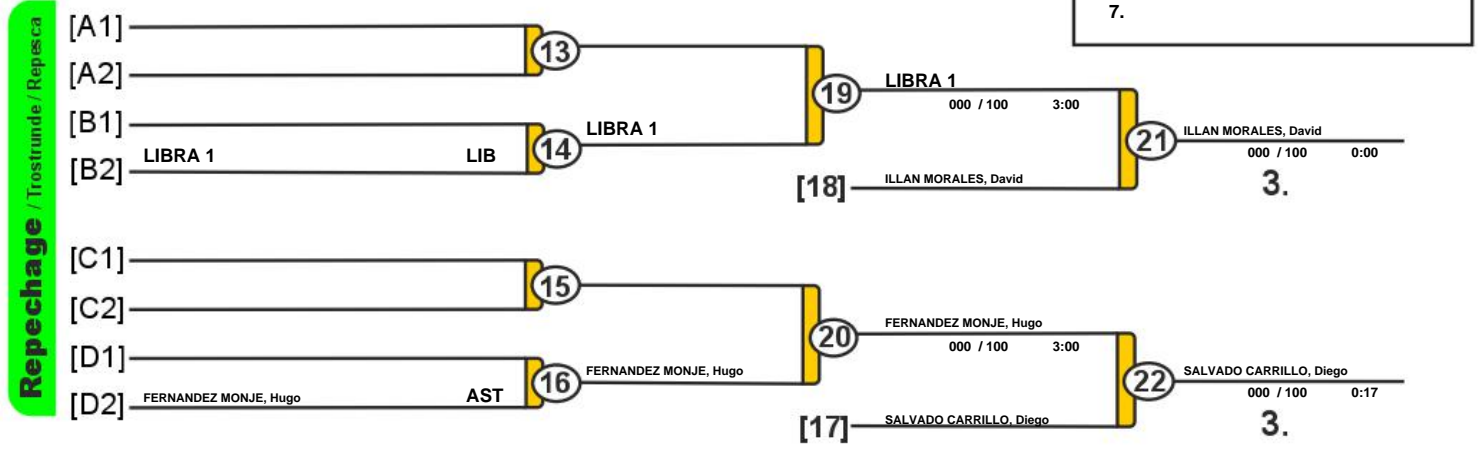 7.
Repechage / Trostrunde / Repesca
[A1]
13
[A2]
19
LIBRA 1
000 / 100 3:00
[B1]
LIBRA 1
14
[B2] LIBRA 1 LIB
21
ILLAN MORALES, David
000 / 100 0:00
3.
[18] ILLAN MORALES, David
[C1]
15
[C2]
20
FERNANDEZ MONJE, Hugo
000 / 100 3:00
[D1]
16
FERNANDEZ MONJE, Hugo
[D2] FERNANDEZ MONJE, Hugo AST
22
SALVADO CARRILLO, Diego
000 / 100 0:17
3.
[17] SALVADO CARRILLO, Diego